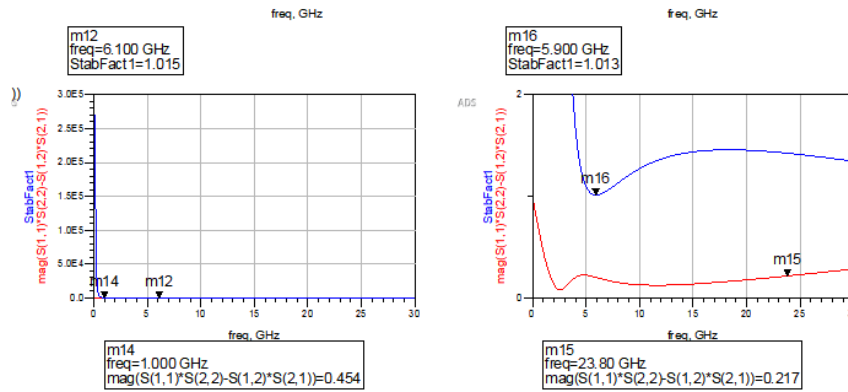 freq, GHz
freq, GHz
m12
freq=6.100 GHz
StabFact1=1.015
m16
freq=5.900 GHz
StabFact1=1.013
))
ADS
StabFact1
mag(S(1,1)*S(2,2)-S(1,2)*S(2,1))
3.0E5
2.5E5
2.0E5
1.5E5
1.0E5
5.0E4
0.0
m14
m12
0 5 10 15 20 25 30
freq, GHz
m14
freq=1.000 GHz
mag(S(1,1)*S(2,2)-S(1,2)*S(2,1))=0.454
StabFact1
mag(S(1,1)*S(2,2)-S(1,2)*S(2,1))
2
1
0
m16
m15
0 5 10 15 20 25
freq, GHz
m15
freq=23.80 GHz
mag(S(1,1)*S(2,2)-S(1,2)*S(2,1))=0.217